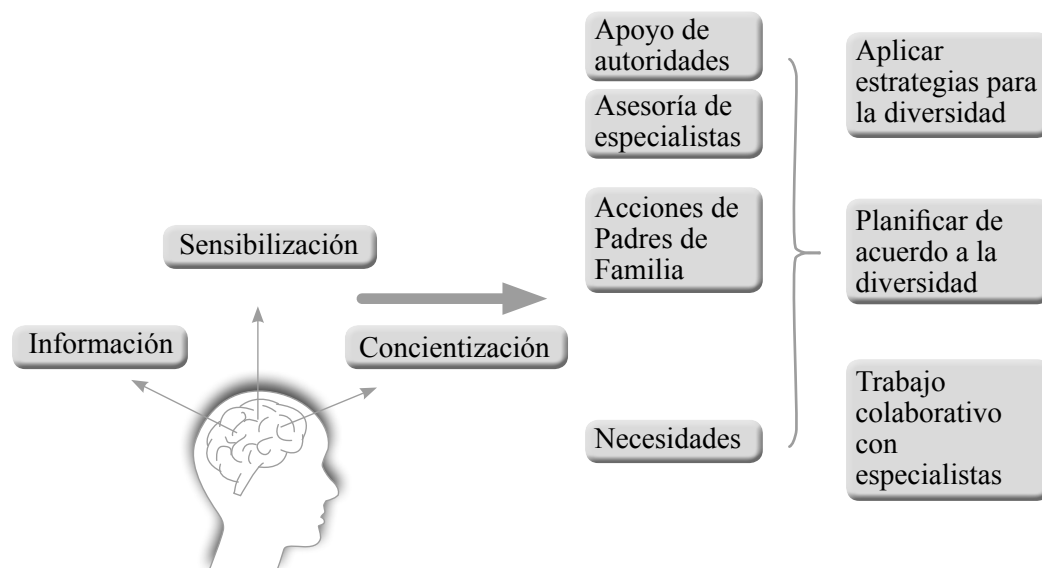 Sensibilización
Información
Concientización
Apoyo de
autoridades
Asesoría de
especialistas
Acciones de
Padres de
Familia
Necesidades
Aplicar
estrategias para
la diversidad
Planificar de
acuerdo a la
diversidad
Trabajo
colaborativo
con
especialistas